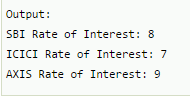 Output:
SBI Rate of Interest: 8
ICICI Rate of Interest: 7
AXIS Rate of Interest: 9